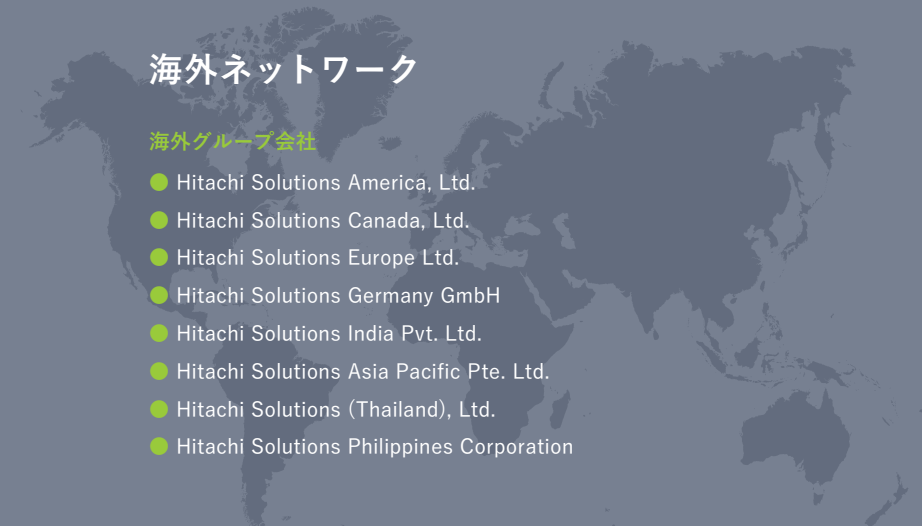 海外ネットワーク
海外グループ会社
Hitachi Solutions America, Ltd.
Hitachi Solutions Canada, Ltd.
Hitachi Solutions Europe Ltd.
Hitachi Solutions Germany GmbH
Hitachi Solutions India Pvt. Ltd.
Hitachi Solutions Asia Pacific Pte. Ltd.
Hitachi Solutions (Thailand), Ltd.
Hitachi Solutions Philippines Corporation